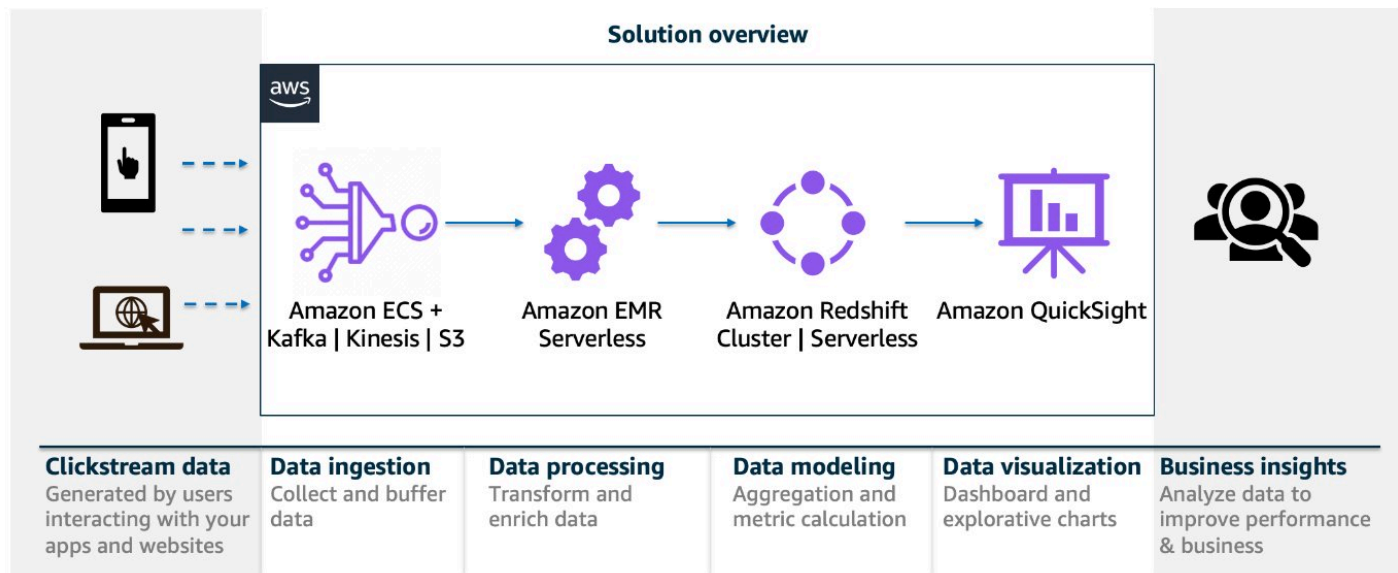 Solution overview
aws
Amazon ECS +
Kafka | Kinesis | S3
Amazon EMR
Serverless
Amazon Redshift
Cluster | Serverless
Amazon QuickSight
Clickstream data
Generated by users
interacting with your
apps and websites
Data ingestion
Collect and buffer
data
Data processing
Transform and
enrich data
Data modeling
Aggregation and
metric calculation
Data visualization
Dashboard and
explorative charts
Business insights
Analyze data to
improve performance
& business